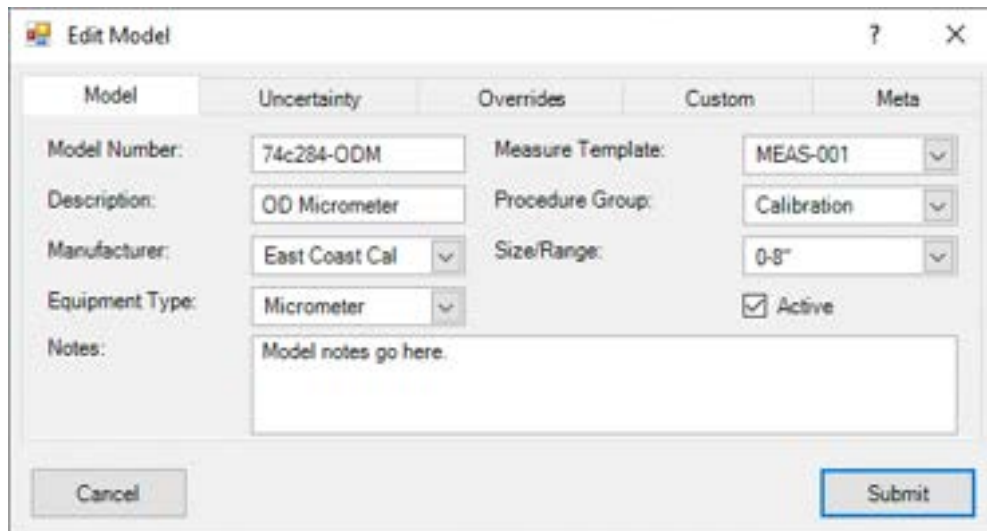 Edit Model ?
Model Uncertainty Overrides Custom Meta
Model Number: 74c284-ODM Measure Template: MEAS-001
Description: OD Micrometer Procedure Group: Calibration
Manufacturer: East Coast Cal Size/Range: 0-8"
Equipment Type: Micrometer Active
Notes: Model notes go here.
Cancel Submit